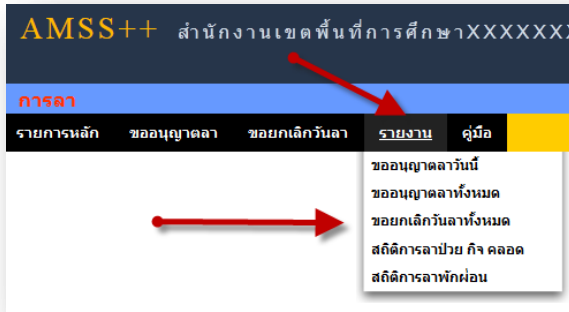 AMSS++ สำนักงานเขตพื้นที่การศึกษาXXXXXXX
การลา
รายการหลัก ขออนุญาตลา ขอยกเลิกวันลา รายงาน คู่มือ
ขออนุญาตลาวันนี้
ขออนุญาตลาทั้งหมด
ขอยกเลิกวันลาทั้งหมด
สถิติการลาป่วย กิจ คลอด
สถิติการลาพักผ่อน